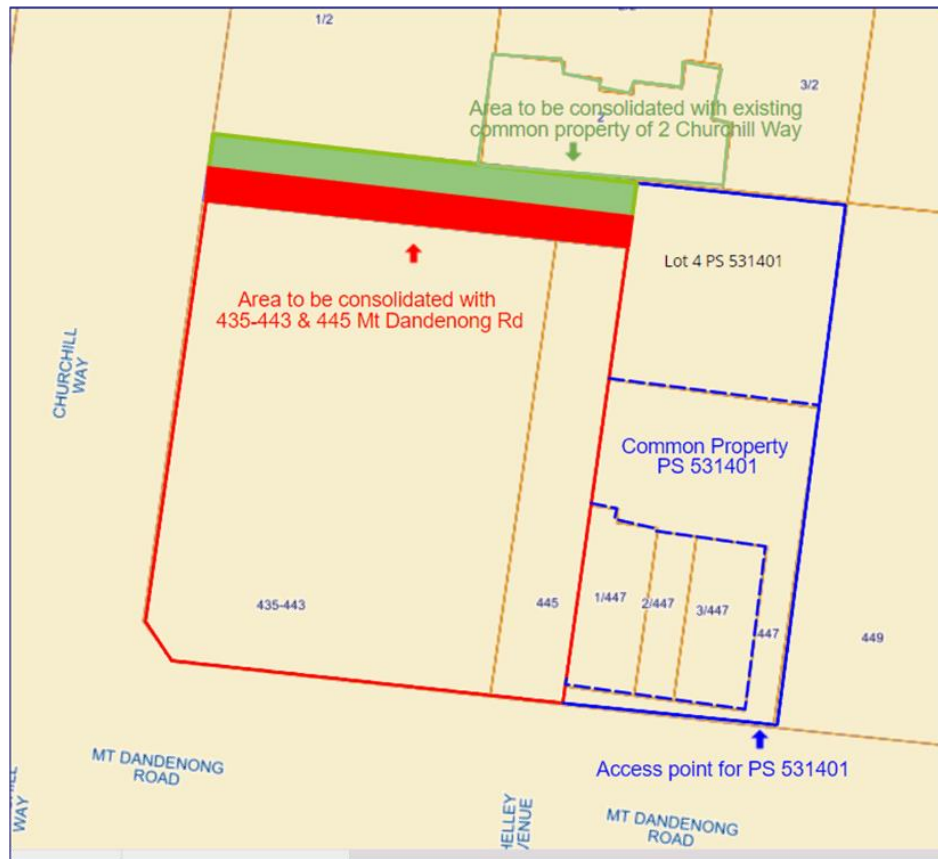 1/2
3/2
Area to be consolidated with existing
2
common property of 2 Churchill Way
Lot 4 PS 531401
Area to be consolidated with
435-443 & 445 Mt Dandenong Rd
CHURCHILL
WAY
Common Property
PS 531401
435-443
445
1/447
2/447
3/447
447
449
Access point for PS 531401
MT DANDENONG
ROAD
WAY
MT DANDENONG
ROAD